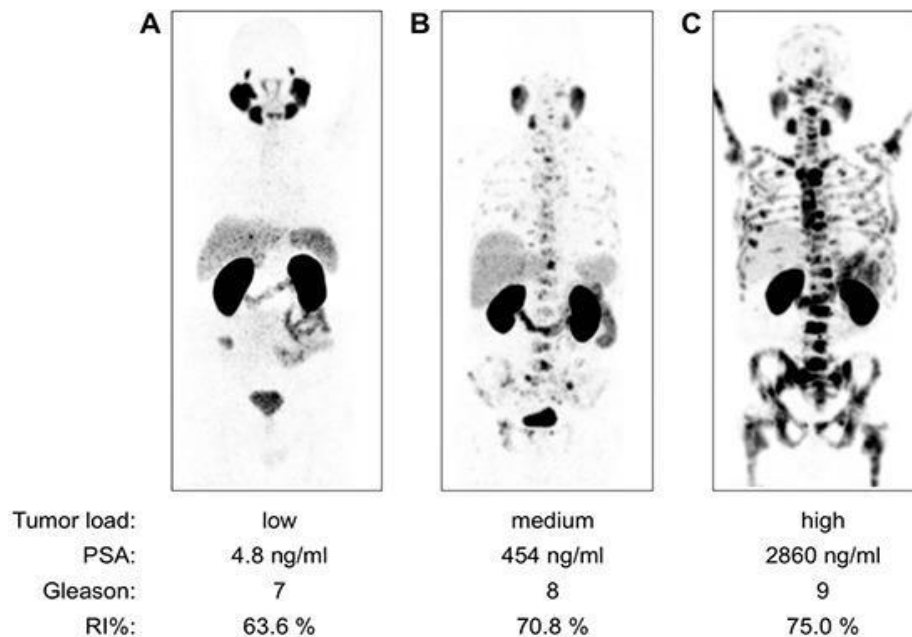 A B C
Tumor load: low medium high
PSA: 4.8 ng/ml 454 ng/ml 2860 ng/ml
Gleason: 7 8 9
RI%: 63.6 % 70.8 % 75.0 %